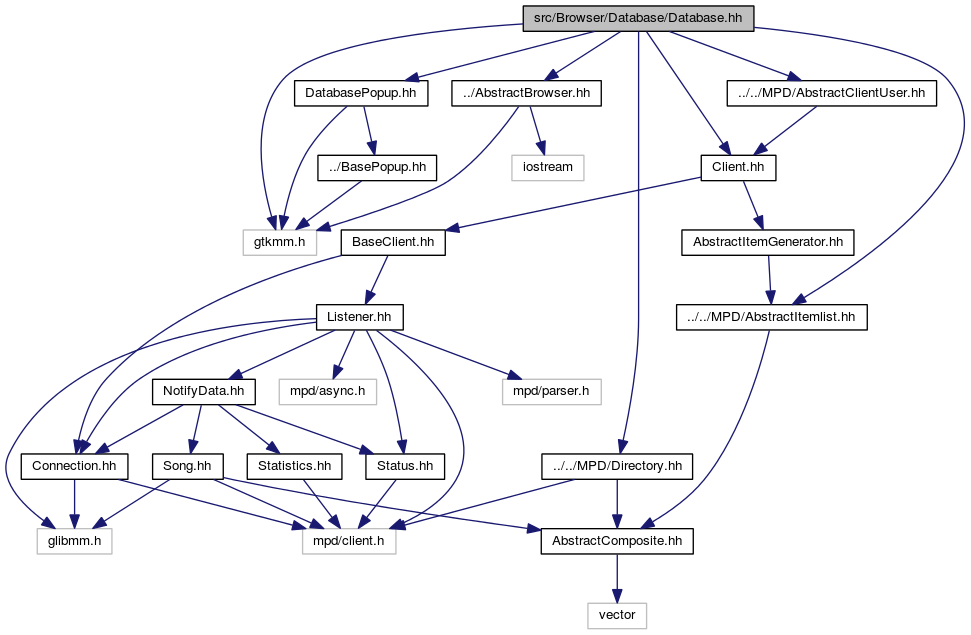 src/Browser/Database/Database.hh
DatabasePopup.hh
../AbstractBrowser.hh
../../MPD/AbstractClientUser.hh
../BasePopup.hh
iostream
Client.hh
gtkmm.h
BaseClient.hh
AbstractItemGenerator.hh
Listener.hh
../../MPD/AbstractItemlist.hh
NotifyData.hh
mpd/async.h
mpd/parser.h
Connection.hh
Song.hh
Statistics.hh
Status.hh
../../MPD/Directory.hh
glibmm.h
mpd/client.h
AbstractComposite.hh
vector